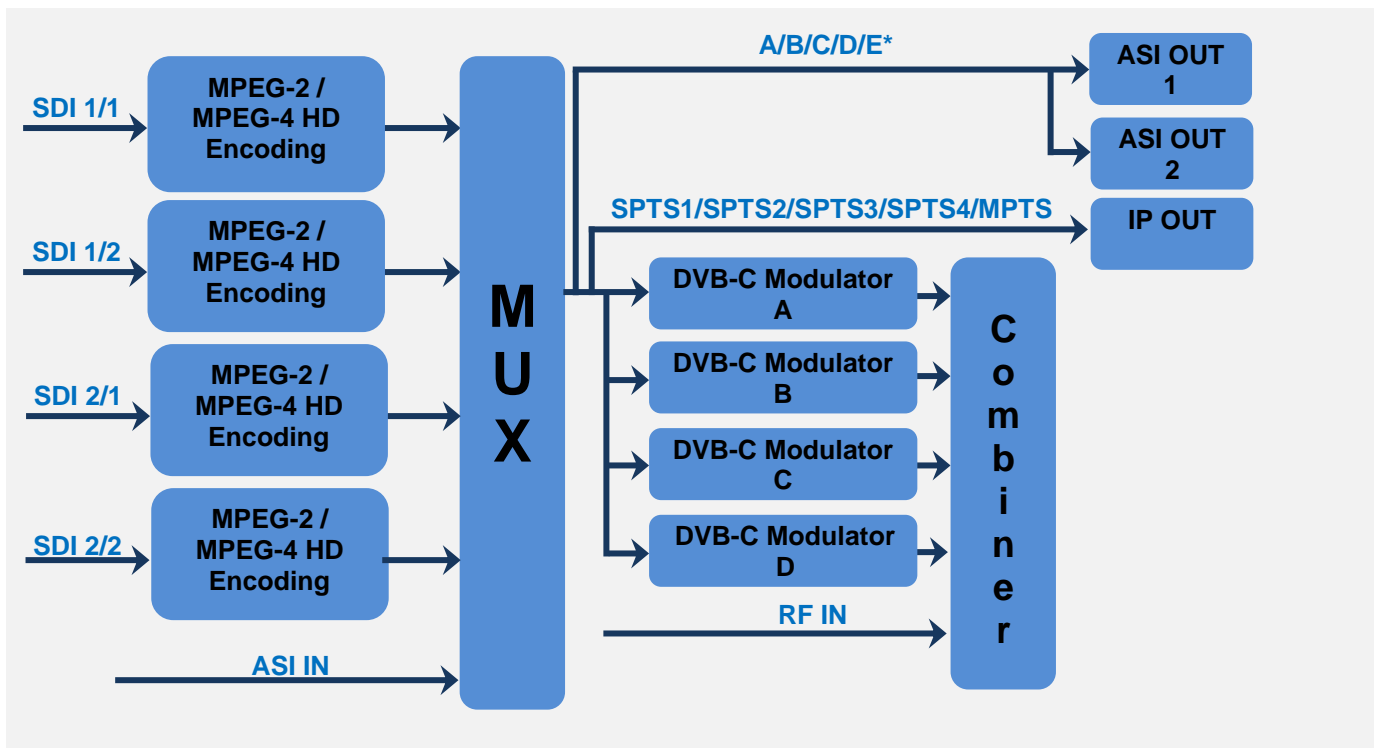 SDI 1/1
MPEG-2 /
MPEG-4 HD
Encoding
SDI 1/2
MPEG-2 /
MPEG-4 HD
Encoding
SDI 2/1
MPEG-2 /
MPEG-4 HD
Encoding
SDI 2/2
MPEG-2 /
MPEG-4 HD
Encoding
ASI IN
M
U
X
A/B/C/D/E*
ASI OUT
1
ASI OUT
2
SPTS1/SPTS2/SPTS3/SPTS4/MPTS
IP OUT
DVB-C Modulator
A
DVB-C Modulator
B
DVB-C Modulator
C
DVB-C Modulator
D
RF IN
C
o
m
b
i
n
e
r